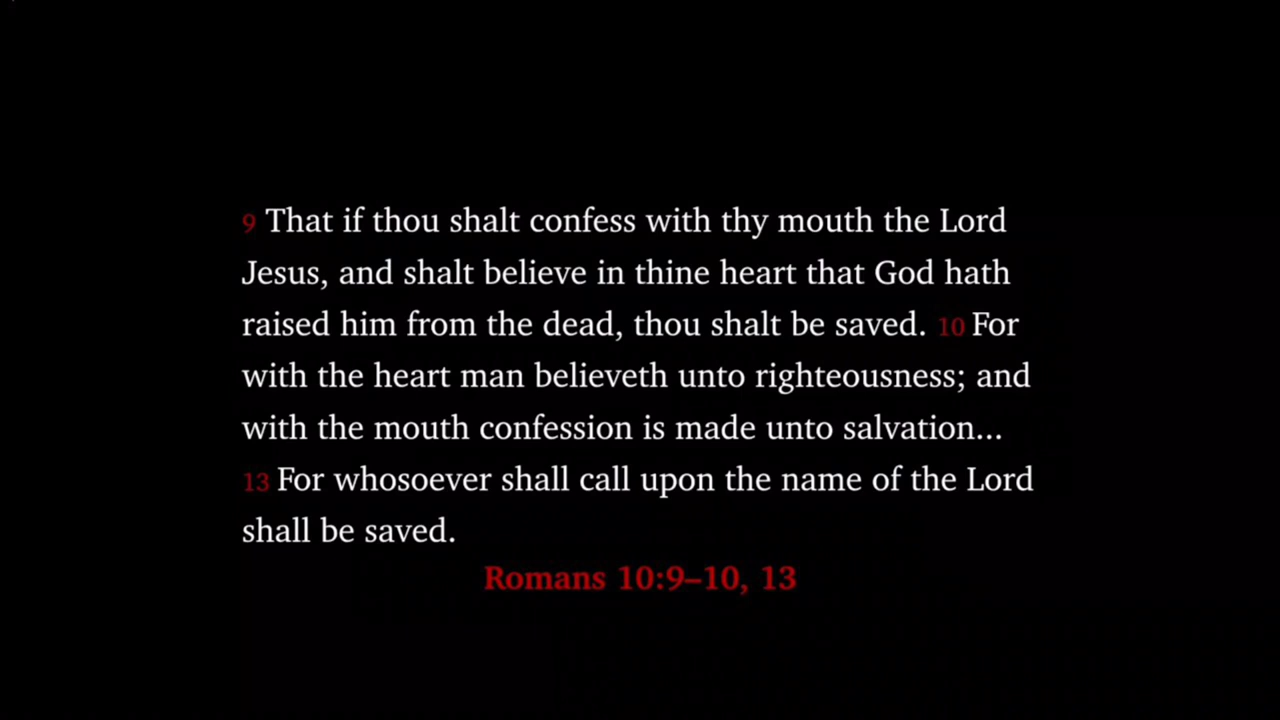 9 That if thou shalt confess with thy mouth the Lord
Jesus, and shalt believe in thine heart that God hath
raised him from the dead, thou shalt be saved. 10 For
with the heart man believeth unto righteousness; and
with the mouth confession is made unto salvation...
13 For whosoever shall call upon the name of the Lord
shall be saved.
Romans 10:9–10, 13